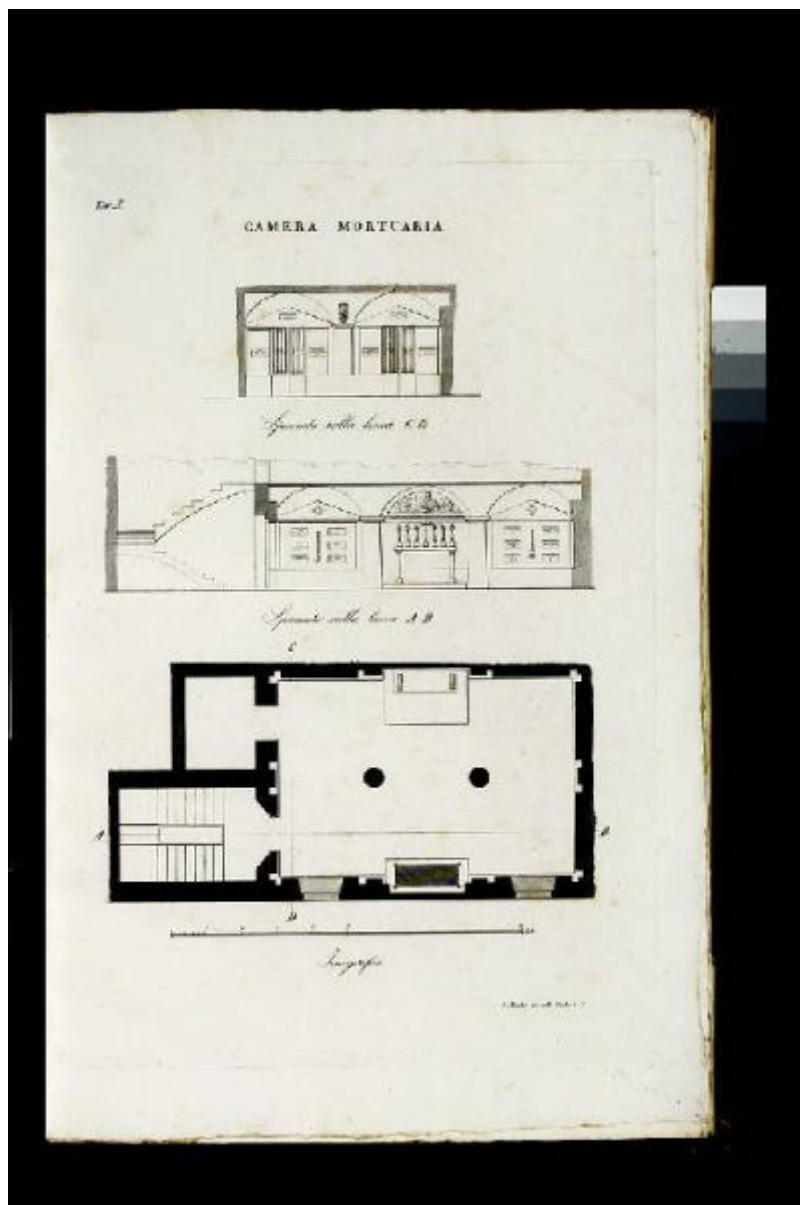 CAMERA MORTUARIA
Spaccato sulla linea C D
Spaccato sulla linea A B
C
A
B
D
Icnografia